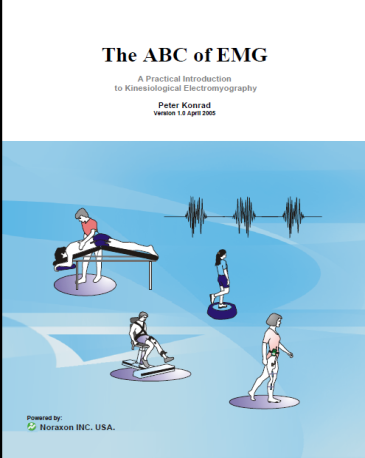 The ABC of EMG
A Practical Introduction
to Kinesiological Electromyography
Peter Konrad
Version 1.0 April 2005
Powered by:
Noraxon INC. USA.